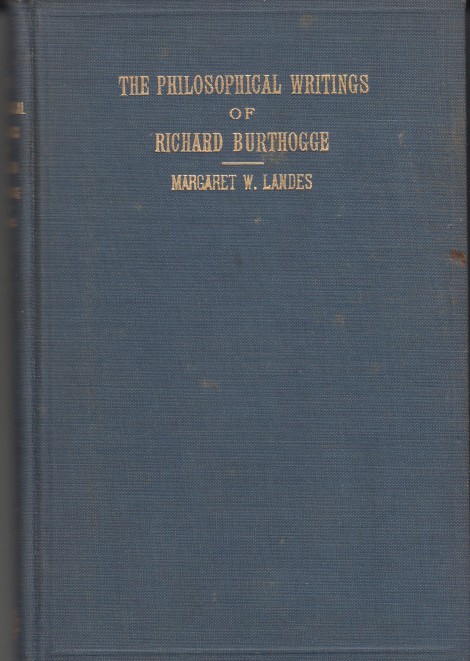 THE PHILOSOPHICAL WRITINGS
OF
RICHARD BURTHOGGE
MARGARET W. LANDES